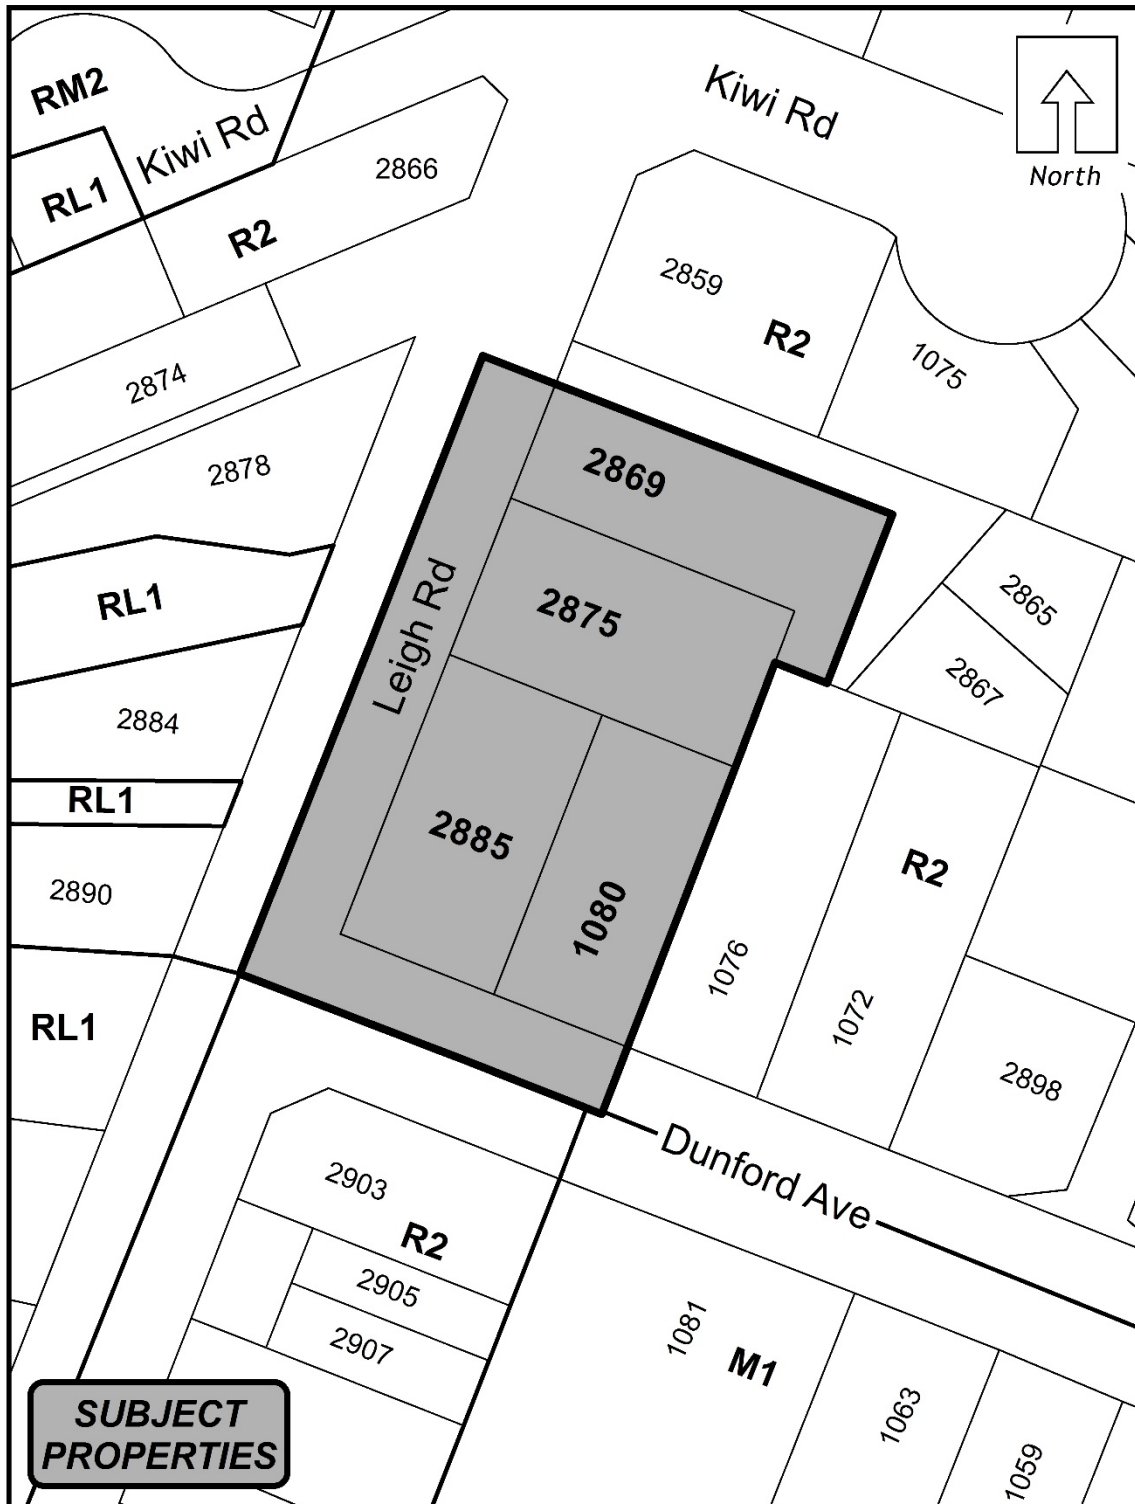 Kiwi Rd
RM2
Kiwi Rd
North
2866
RL1
R2
2859
R2
1075
2874
2878
2869
2875
Leigh Rd
RL1
2865
2867
2884
RL1
2885
R2
2890
1080
1076
1072
RL1
2898
Dunford Ave
2903
R2
2905
2907
1081
M1
1063
1059
SUBJECT
PROPERTIES